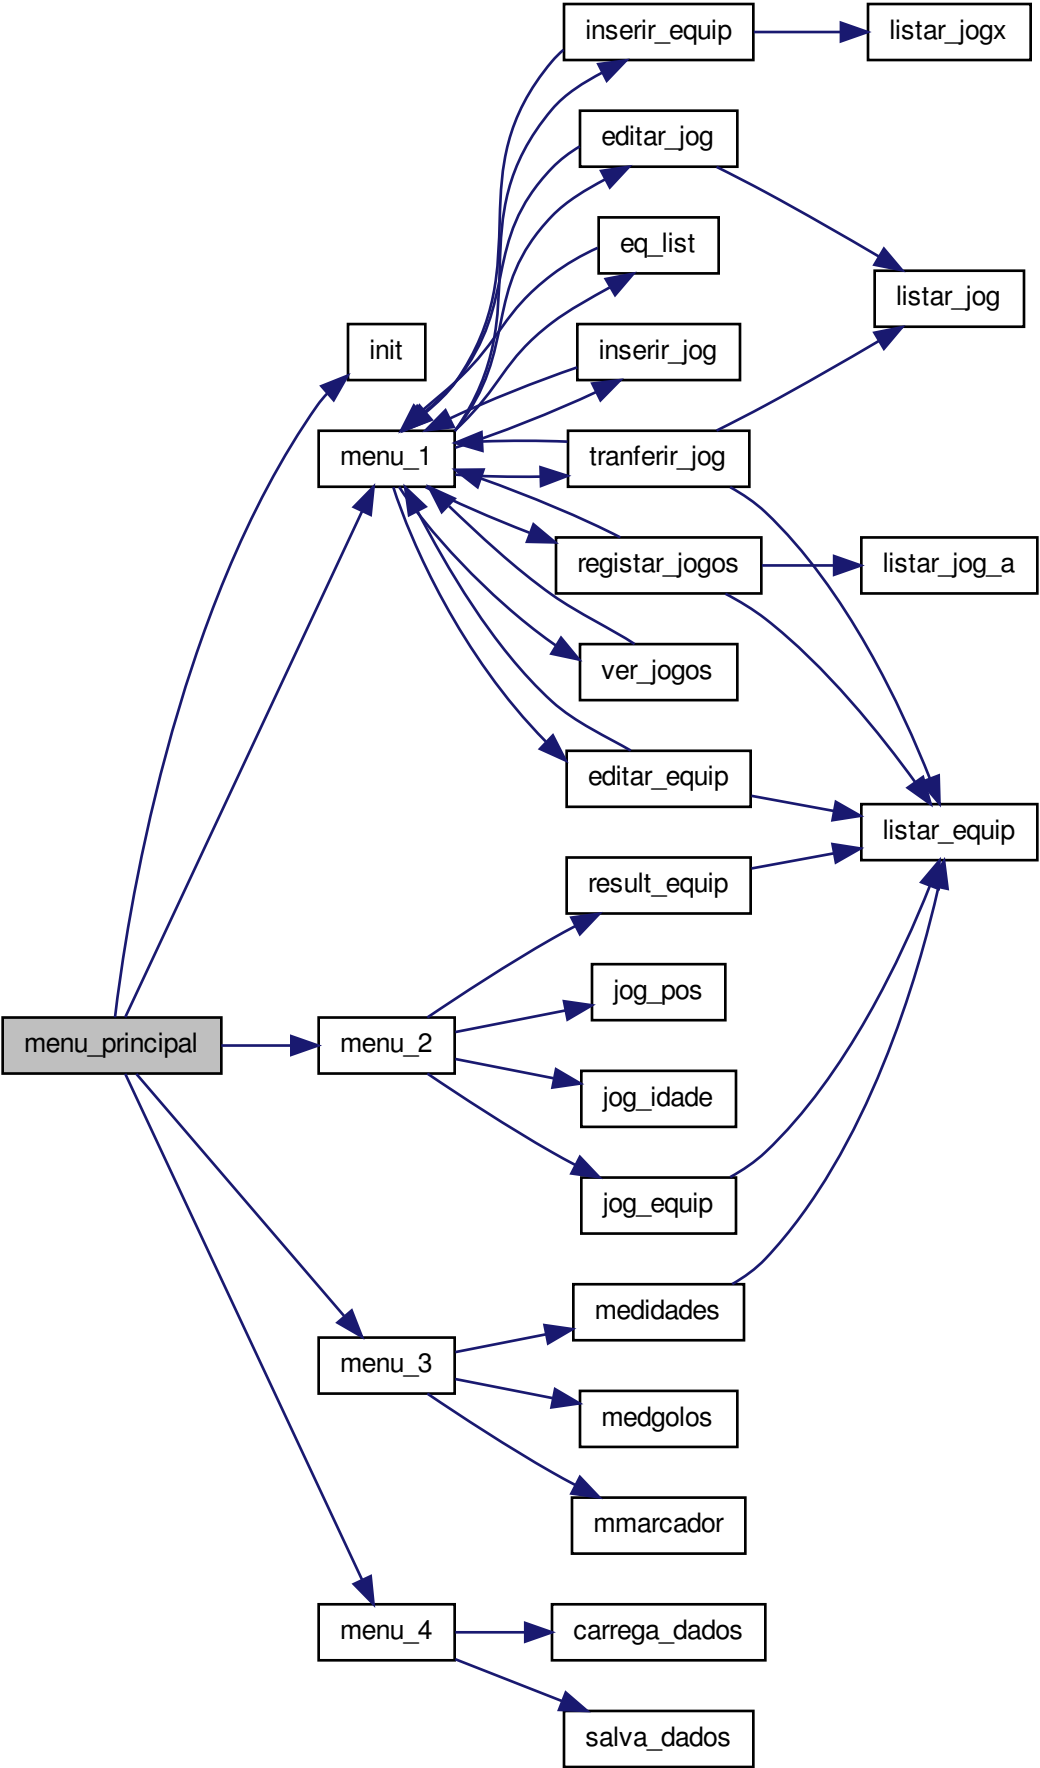 inserir_equip
listar_jogx
editar_jog
eq_list
listar_jog
init
inserir_jog
menu_1
tranferir_jog
registar_jogos
listar_jog_a
ver_jogos
editar_equip
listar_equip
result_equip
jog_pos
menu_principal
menu_2
jog_idade
jog_equip
medidades
menu_3
medgolos
mmarcador
menu_4
carrega_dados
salva_dados